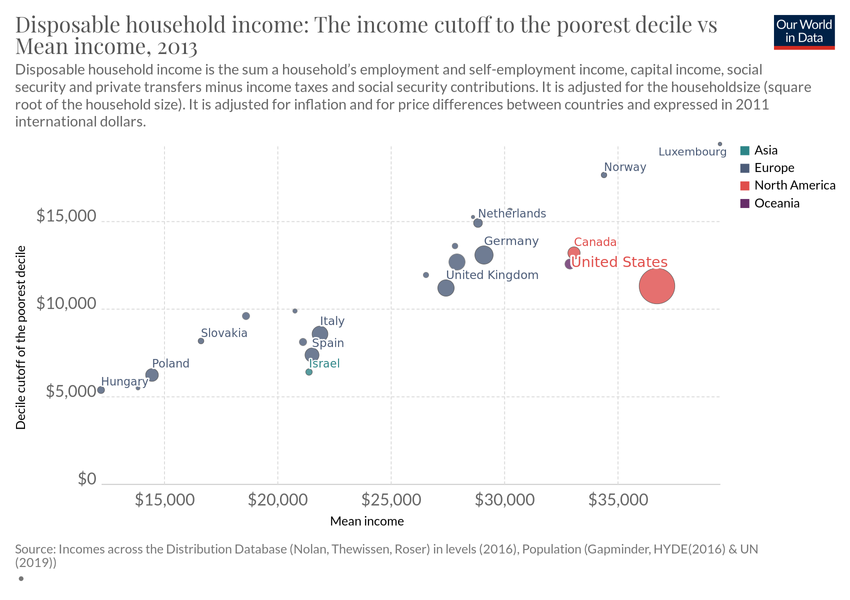 Disposable household income: The income cutoff to the poorest decile vs
Mean income, 2013
Our World
in Data
Disposable household income is the sum a household's employment and self-employment income, capital income, social
security and private transfers minus income taxes and social security contributions. It is adjusted for the householdsize (square
root of the household size). It is adjusted for inflation and for price differences between countries and expressed in 2011
international dollars.
Asia
Europe
North America
Oceania
Luxembourg
Norway
Netherlands
Germany
Canada
United States
United Kingdom
Italy
Spain
Israel
Slovakia
Poland
Hungary
Decile cutoff of the poorest decile
$15,000
$10,000
$5,000
$0
$15,000
$20,000
$25,000
$30,000
$35,000
Mean income
Source: Incomes across the Distribution Database (Nolan, Thewissen, Roser) in levels (2016), Population (Gapminder, HYDE(2016) & UN
(2019))